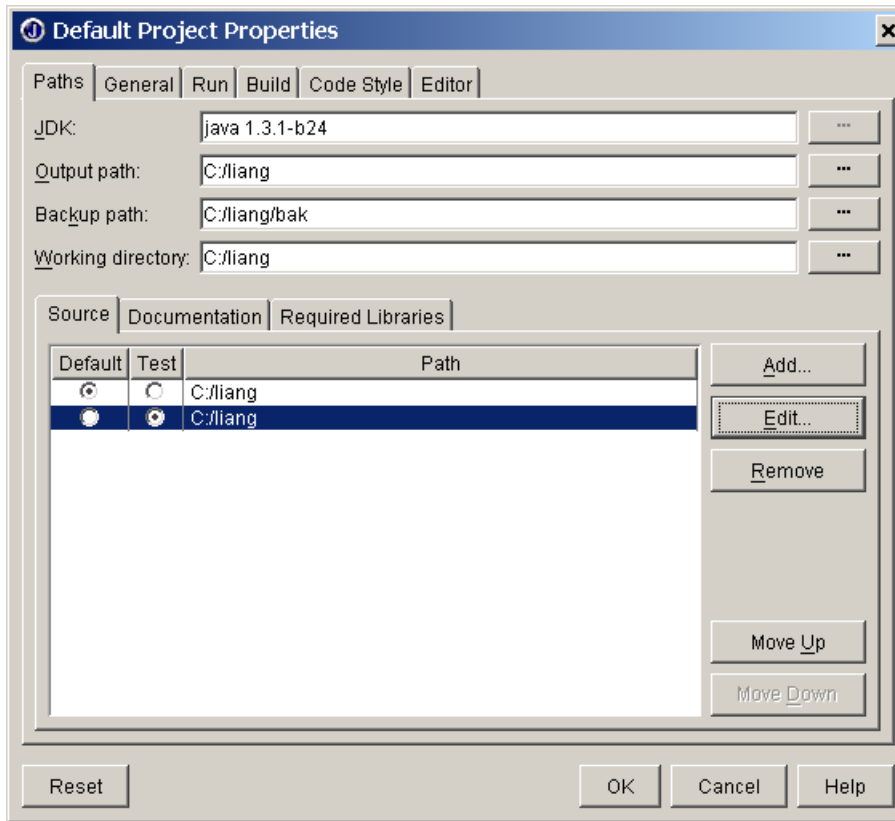 Default Project Properties
Paths General Run Build Code Style Editor
JDK: java 1.3.1-b24 ...
Output path: C:/liang ...
Backup path: C:/liang/bak ...
Working directory: C:/liang ...
Source Documentation Required Libraries
Default Test Path
C:/liang
C:/liang
Add...
Edit...
Remove
Move Up
Move Down
Reset OK Cancel Help